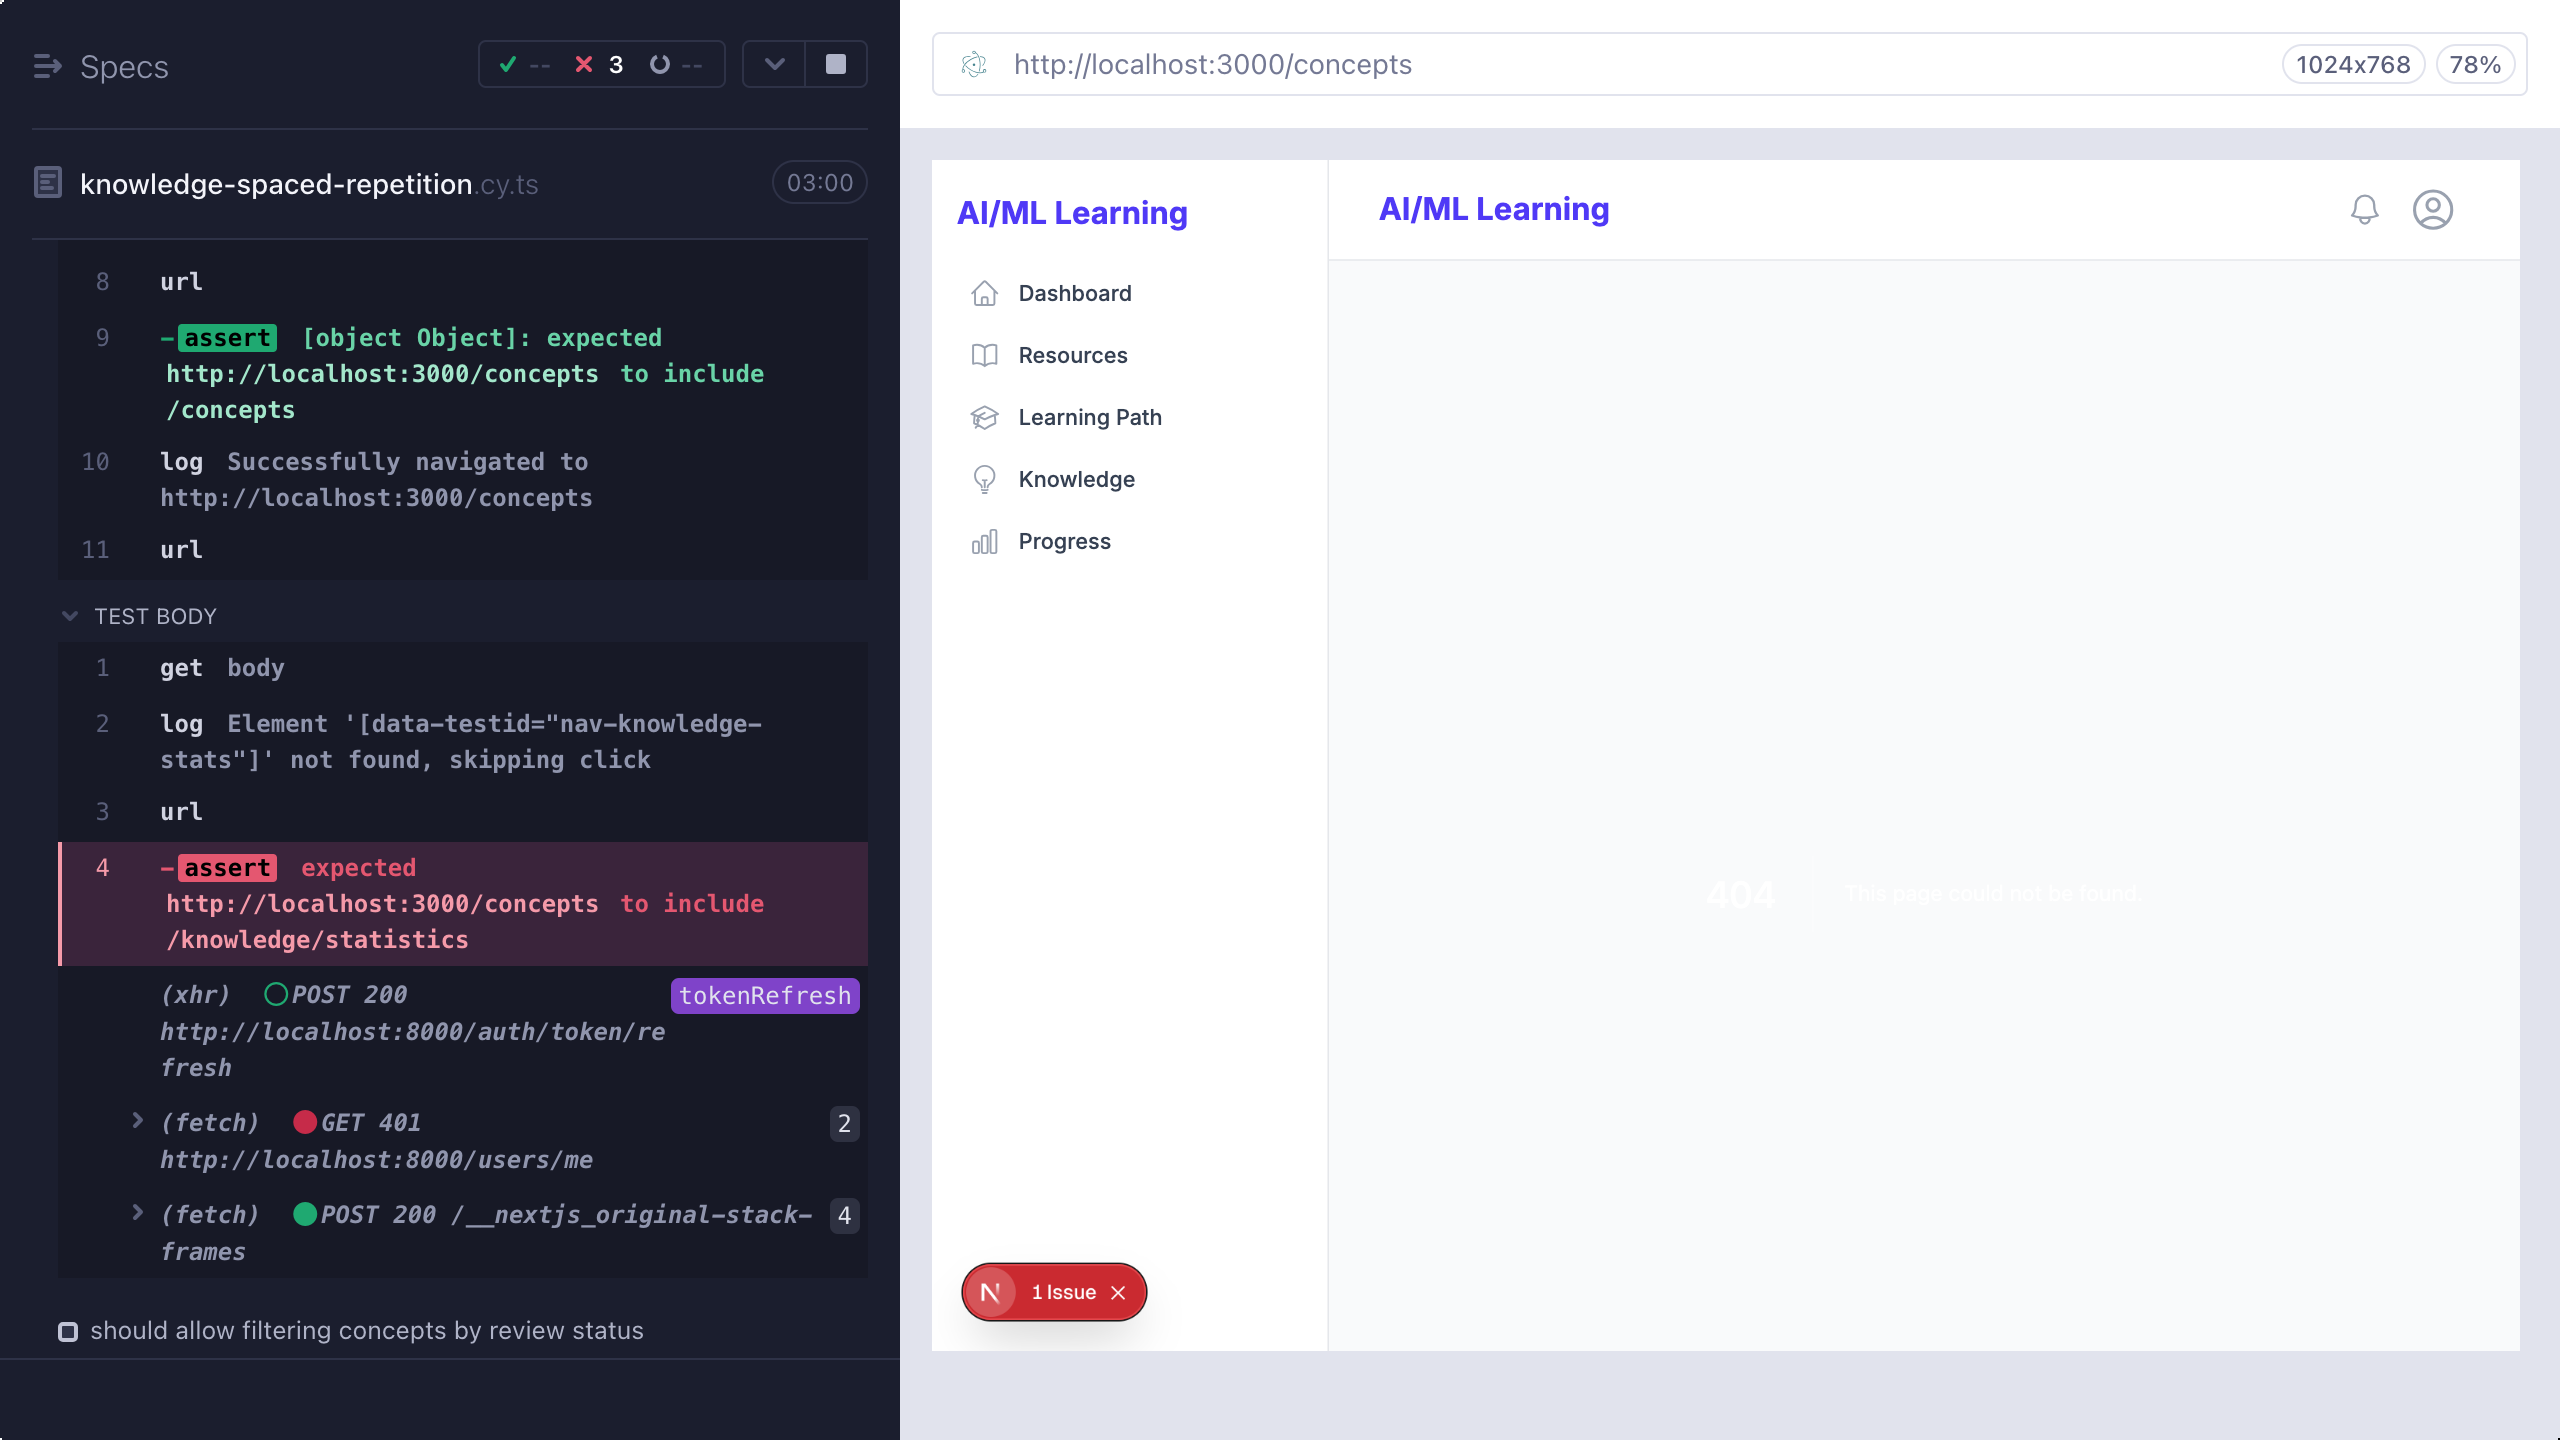 Specs
-- 3 --
knowledge-spaced-repetition.cy.ts
03:00
8 url
9 -assert [object Object]: expected
http://localhost:3000/concepts to include
/concepts
10 log Successfully navigated to
http://localhost:3000/concepts
11 url
TEST BODY
1 get body
2 log Element '[data-testid="nav-knowledge-
stats"]' not found, skipping click
3 url
4 -assert expected
http://localhost:3000/concepts to include
/knowledge/statistics
(xhr) POST 200 tokenRefresh
http://localhost:8000/auth/token/re
fresh
(fetch) GET 401 2
http://localhost:8000/users/me
(fetch) POST 200 /__nextjs_original-stack- 4
frames
should allow filtering concepts by review status
http://localhost:3000/concepts
1024x768
78%
AI/ML Learning
Dashboard
Resources
Learning Path
Knowledge
Progress
N 1 Issue
AI/ML Learning
404 This page could not be found.